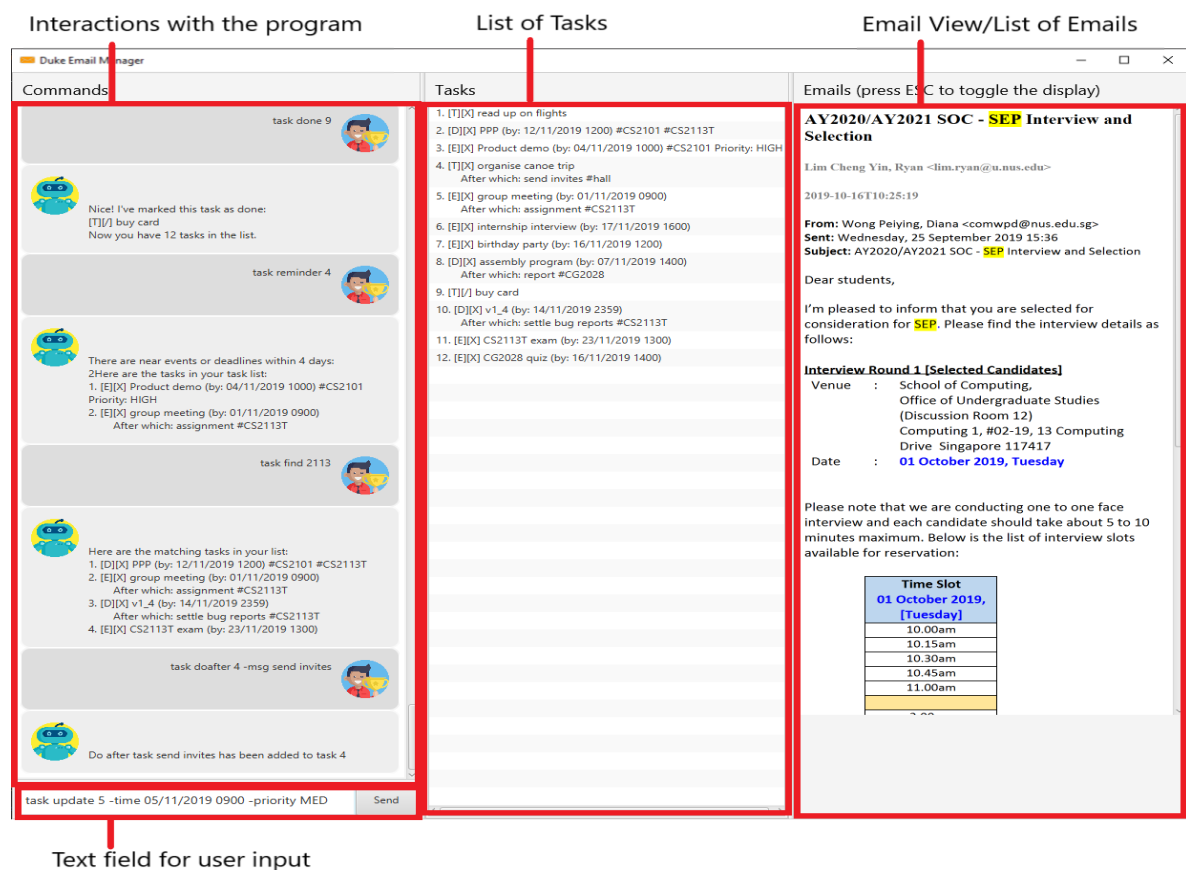 Interactions with the program
List of Tasks
Email View/List of Emails
Duke Email Manager
Commands
task done 9
Nice! I've marked this task as done:
[T][/] buy card
Now you have 12 tasks in the list.
task reminder 4
There are near events or deadlines within 4 days:
2Here are the tasks in your task list:
1. [E][X] Product demo (by: 04/11/2019 1000) #CS2101
Priority: HIGH
2. [E][X] group meeting (by: 01/11/2019 0900)
After which: assignment #CS2113T
task find 2113
Here are the matching tasks in your list:
1. [D][X] PPP (by: 12/11/2019 1200) #CS2101 #CS2113T
2. [E][X] group meeting (by: 01/11/2019 0900)
After which: assignment #CS2113T
3. [D][X] v1_4 (by: 14/11/2019 2359)
After which: settle bug reports #CS2113T
4. [E][X] CS2113T exam (by: 23/11/2019 1300)
task doafter 4 -msg send invites
Do after task send invites has been added to task 4
task update 5 -time 05/11/2019 0900 -priority MED
Send
Tasks
1. [T][X] read up on flights
2. [D][X] PPP (by: 12/11/2019 1200) #CS2101 #CS2113T
3. [E][X] Product demo (by: 04/11/2019 1000) #CS2101 Priority: HIGH
4. [T][X] organise canoe trip
After which: send invites #hall
5. [E][X] group meeting (by: 01/11/2019 0900)
After which: assignment #CS2113T
6. [E][X] internship interview (by: 17/11/2019 1600)
7. [E][X] birthday party (by: 16/11/2019 1200)
8. [D][X] assembly program (by: 07/11/2019 1400)
After which: report #CG2028
9. [T][/] buy card
10. [D][X] v1_4 (by: 14/11/2019 2359)
After which: settle bug reports #CS2113T
11. [E][X] CS2113T exam (by: 23/11/2019 1300)
12. [E][X] CG2028 quiz (by: 16/11/2019 1400)
Emails (press ESC to toggle the display)
AY2020/AY2021 SOC - SEP Interview and
Selection
Lim Cheng Yin, Ryan <lim.ryan@u.nus.edu>
2019-10-16T10:25:19
From: Wong Peiying, Diana <comwpd@nus.edu.sg>
Sent: Wednesday, 25 September 2019 15:36
Subject: AY2020/AY2021 SOC - SEP Interview and Selection
Dear students,
I'm pleased to inform that you are selected for
consideration for SEP. Please find the interview details as
follows:
Interview Round 1 [Selected Candidates]
Venue : School of Computing,
Office of Undergraduate Studies
(Discussion Room 12)
Computing 1, #02-19, 13 Computing
Drive Singapore 117417
Date : 01 October 2019, Tuesday
Please note that we are conducting one to one face
interview and each candidate should take about 5 to 10
minutes maximum. Below is the list of interview slots
available for reservation:
Time Slot
01 October 2019,
[Tuesday]
10.00am
10.15am
10.30am
10.45am
11.00am
Text field for user input